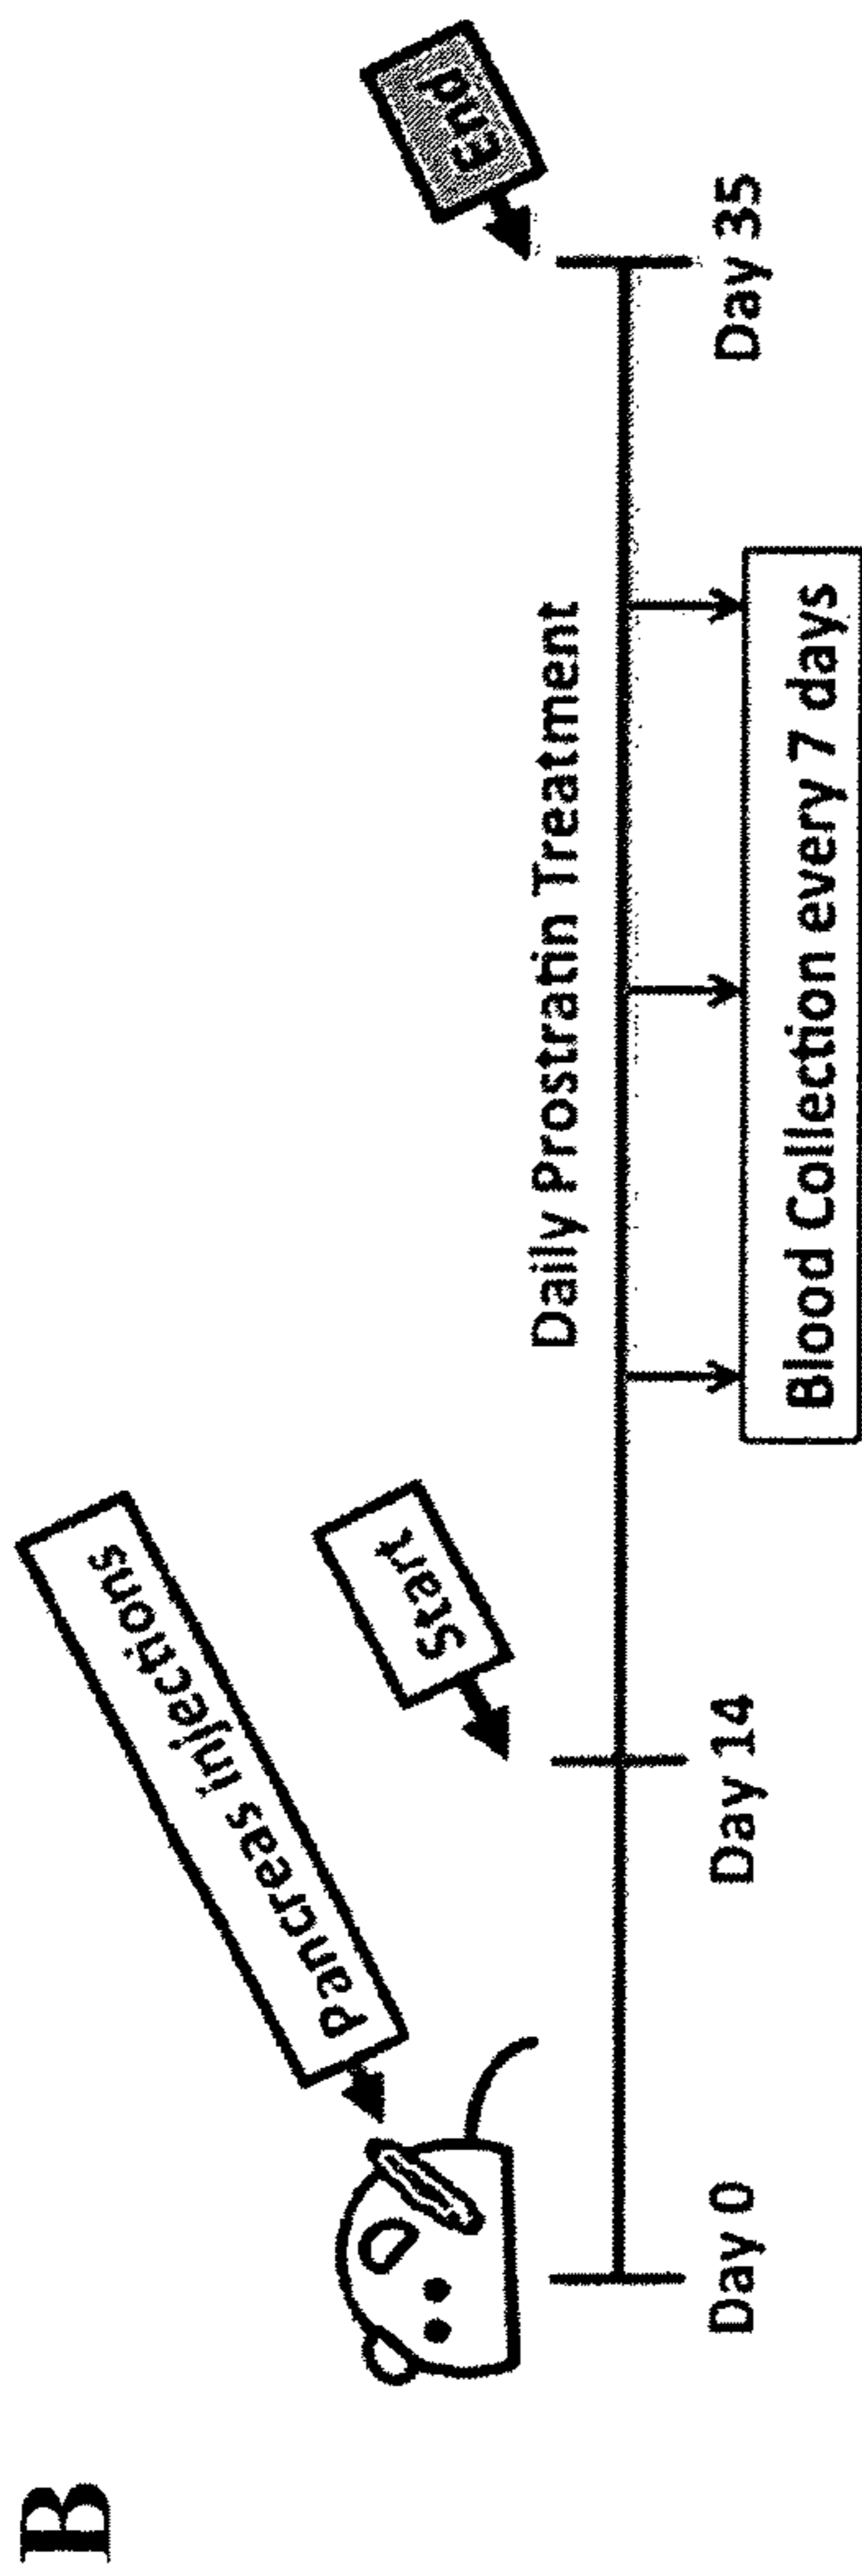 B
Pancreas Injections
Start
End
Daily Prostratin Treatment
Day 0
Day 14
Day 35
Blood Collection every 7 days